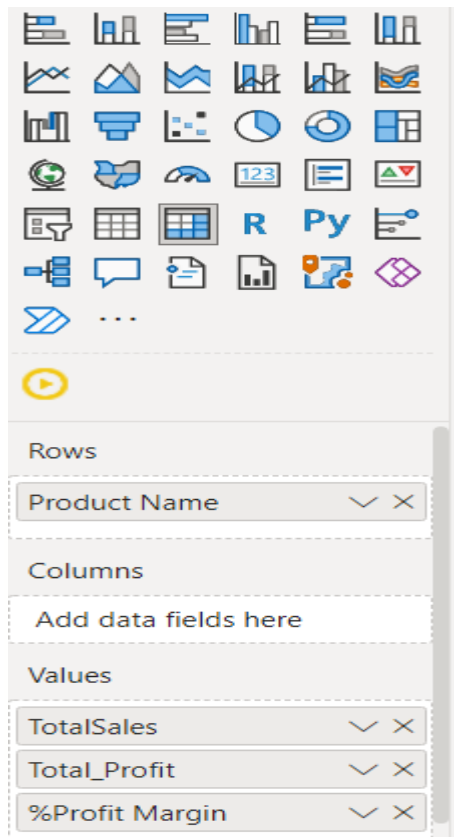 123
R Py
...
Rows
Product Name
Columns
Add data fields here
Values
TotalSales
Total_Profit
%Profit Margin